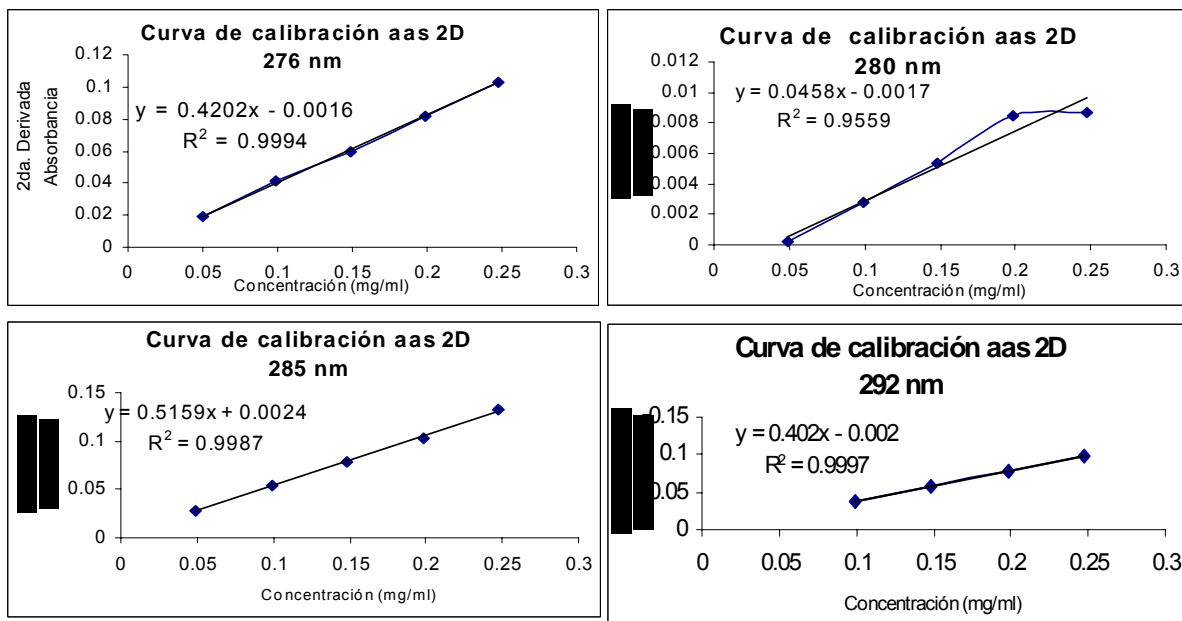 Curva de calibración aas 2D
276 nm
2da. Derivada
Absorbancia
y = 0.4202x - 0.0016
R² = 0.9994
0.12
0.1
0.08
0.06
0.04
0.02
0
0 0.05 0.1 0.15 0.2 0.25 0.3
Concentración (mg/ml)
Curva de calibración aas 2D
280 nm
y = 0.0458x - 0.0017
R² = 0.9559
0.012
0.01
0.008
0.006
0.004
0.002
0
0 0.05 0.1 0.15 0.2 0.25 0.3
Concentración (mg/ml)
Curva de calibración aas 2D
285 nm
y = 0.5159x + 0.0024
R² = 0.9987
0.15
0.1
0.05
0
0 0.05 0.1 0.15 0.2 0.25 0.3
Concentración (mg/ml)
Curva de calibración aas 2D
292 nm
y = 0.402x - 0.002
R² = 0.9997
0.15
0.1
0.05
0
0 0.05 0.1 0.15 0.2 0.25 0.3
Concentración (mg/ml)